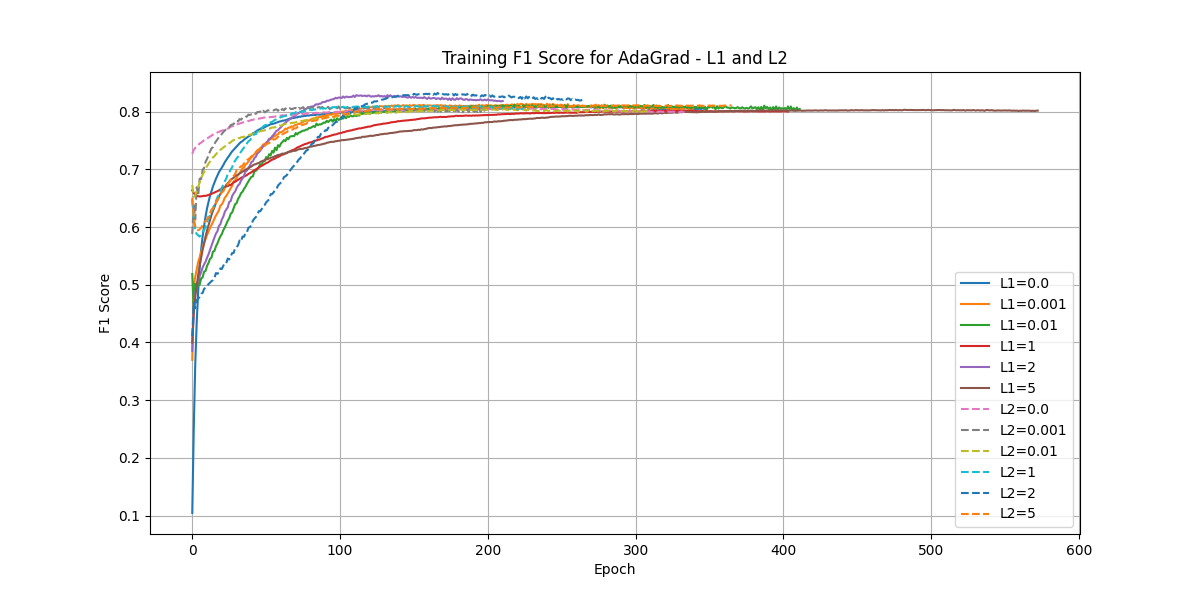 Training F1 Score for AdaGrad - L1 and L2
F1 Score
0.8
0.7
0.6
0.5
0.4
0.3
0.2
0.1
L1=0.0
L1=0.001
L1=0.01
L1=1
L1=2
L1=5
L2=0.0
L2=0.001
L2=0.01
L2=1
L2=2
L2=5
0 100 200 300 400 500 600
Epoch